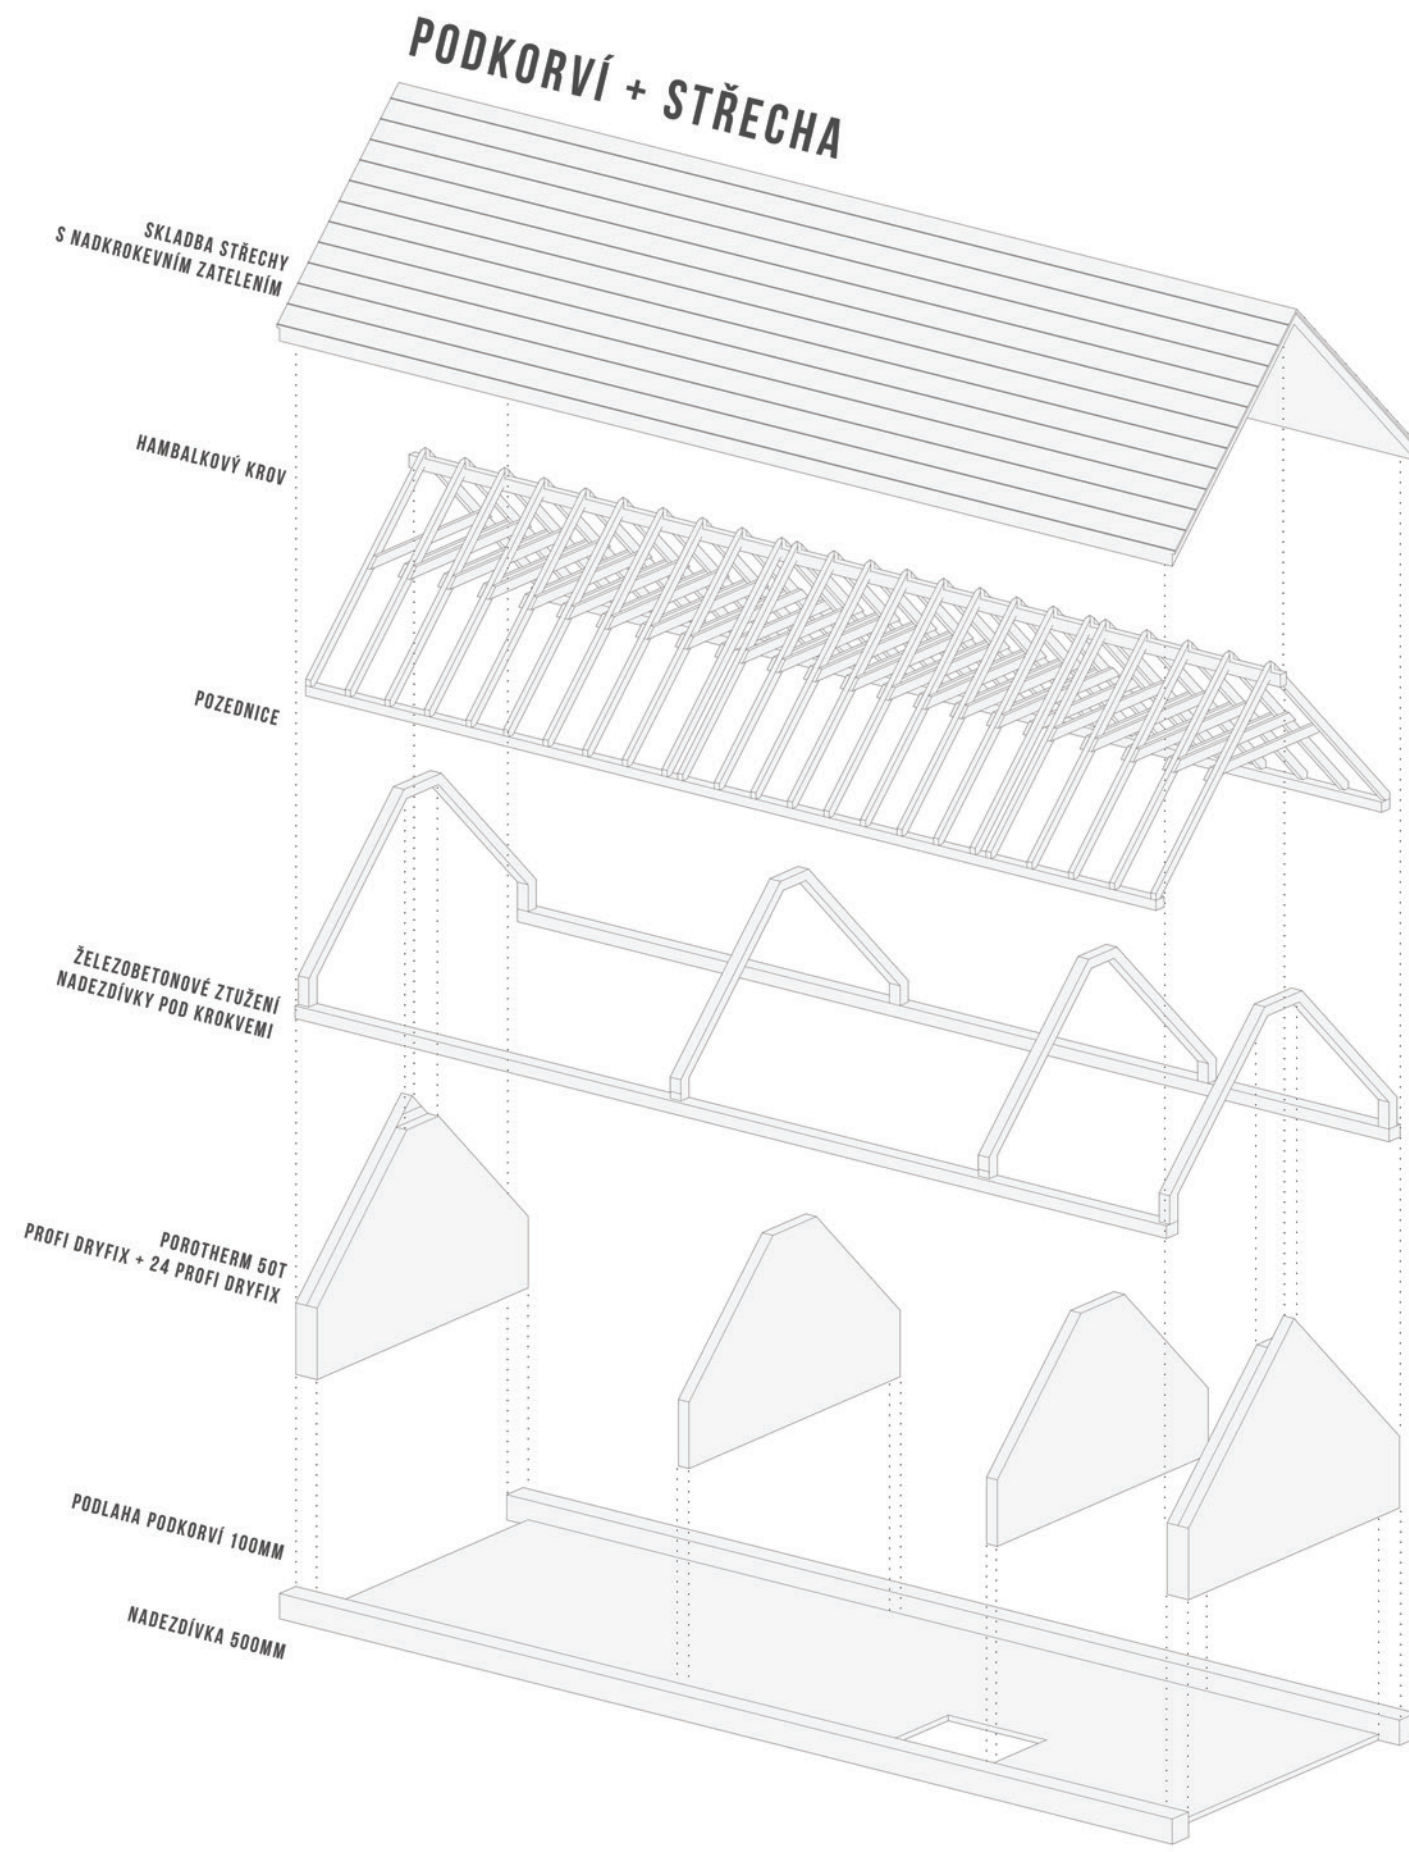 PODKORVÍ + STŘECHA
SKLADBA STŘECHY
S NADKROKEVNÍM ZATELENÍM
HAMBALKOVÝ KROV
POZEDNICE
ŽELEZOBETONOVÉ ZTUŽENÍ
NADEZDÍVKY POD KROKVEMI
POROTHERM 50T
PROFI DRYFIX + 24 PROFI DRYFIX
PODLAHA PODKORVÍ 100MM
NADEZDÍVKA 500MM